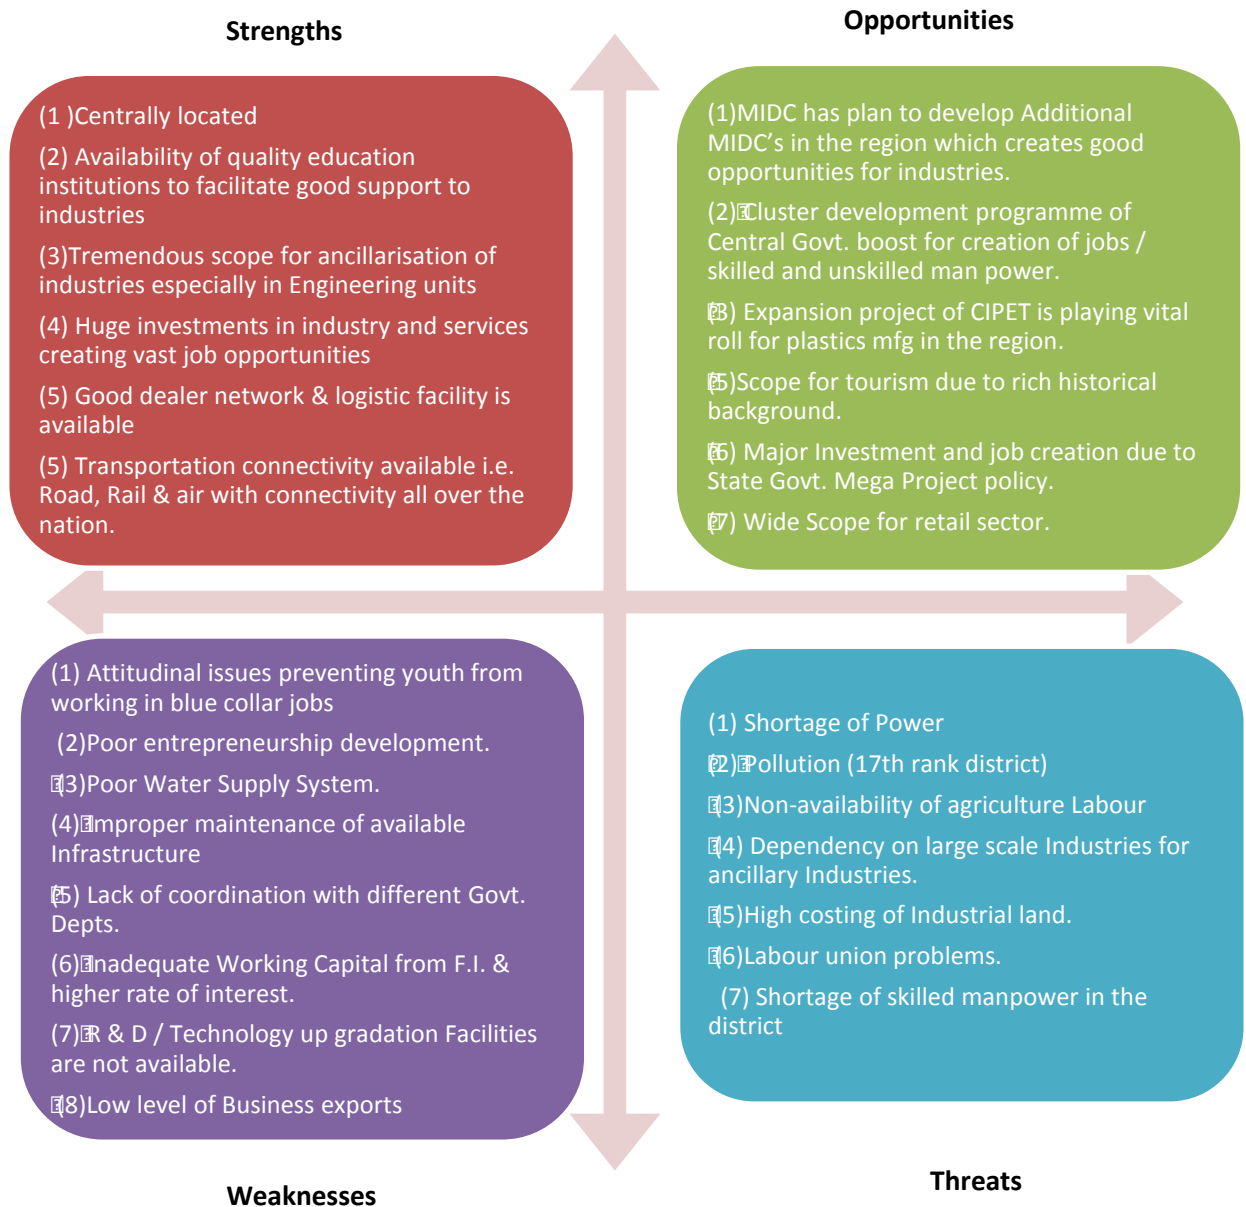 Strengths
(1 )Centrally located
(2) Availability of quality education
institutions to facilitate good support to
industries
(3)Tremendous scope for ancillarisation of
industries especially in Engineering units
(4) Huge investments in industry and services
creating vast job opportunities
(5) Good dealer network & logistic facility is
available
(5) Transportation connectivity available i.e.
Road, Rail & air with connectivity all over the
nation.
Opportunities
(1)MIDC has plan to develop Additional
MIDC’s in the region which creates good
opportunities for industries.
(2)Cluster development programme of
Central Govt. boost for creation of jobs /
skilled and unskilled man power.
(3) Expansion project of CIPET is playing vital
roll for plastics mfg in the region.
(5)Scope for tourism due to rich historical
background.
(6) Major Investment and job creation due to
State Govt. Mega Project policy.
(7) Wide Scope for retail sector.
(1) Attitudinal issues preventing youth from
working in blue collar jobs
(2)Poor entrepreneurship development.
(3)Poor Water Supply System.
(4)Improper maintenance of available
Infrastructure
(5) Lack of coordination with different Govt.
Depts.
(6)Inadequate Working Capital from F.I. &
higher rate of interest.
(7)R & D / Technology up gradation Facilities
are not available.
(8)Low level of Business exports
Weaknesses
(1) Shortage of Power
(2)Pollution (17th rank district)
(3)Non-availability of agriculture Labour
(4) Dependency on large scale Industries for
ancillary Industries.
(5)High costing of Industrial land.
(6)Labour union problems.
(7) Shortage of skilled manpower in the
district
Threats